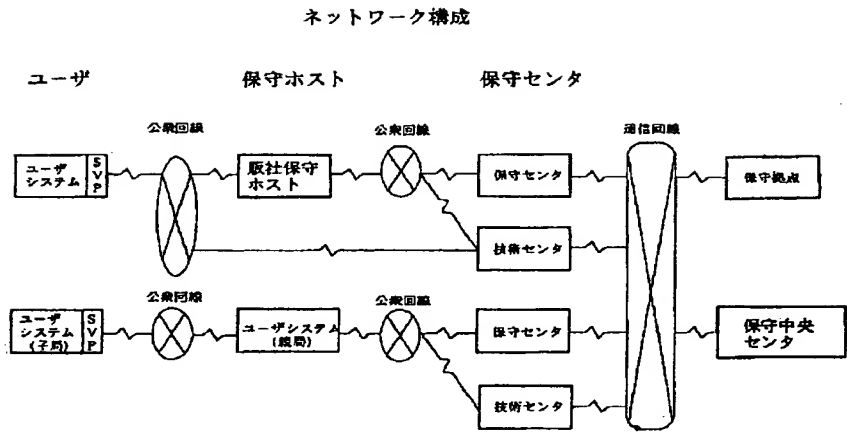 ネットワーク構成
ユーザ
保守ホスト
保守センタ
公衆回線
公衆回線
通信回線
ユーザ
システム
SVP
販社保守
ホスト
保守センタ
保守拠点
技術センタ
公衆回線
公衆回線
ユーザ
システム
(子局)
SVP
ユーザシステム
(親局)
保守センタ
保守中央
センタ
技術センタ